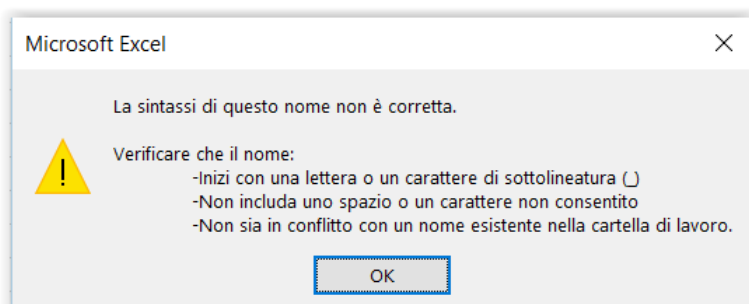 Microsoft Excel
La sintassi di questo nome non è corretta.
Verificare che il nome:
-Inizi con una lettera o un carattere di sottolineatura (_)
-Non includa uno spazio o un carattere non consentito
-Non sia in conflitto con un nome esistente nella cartella di lavoro.
OK